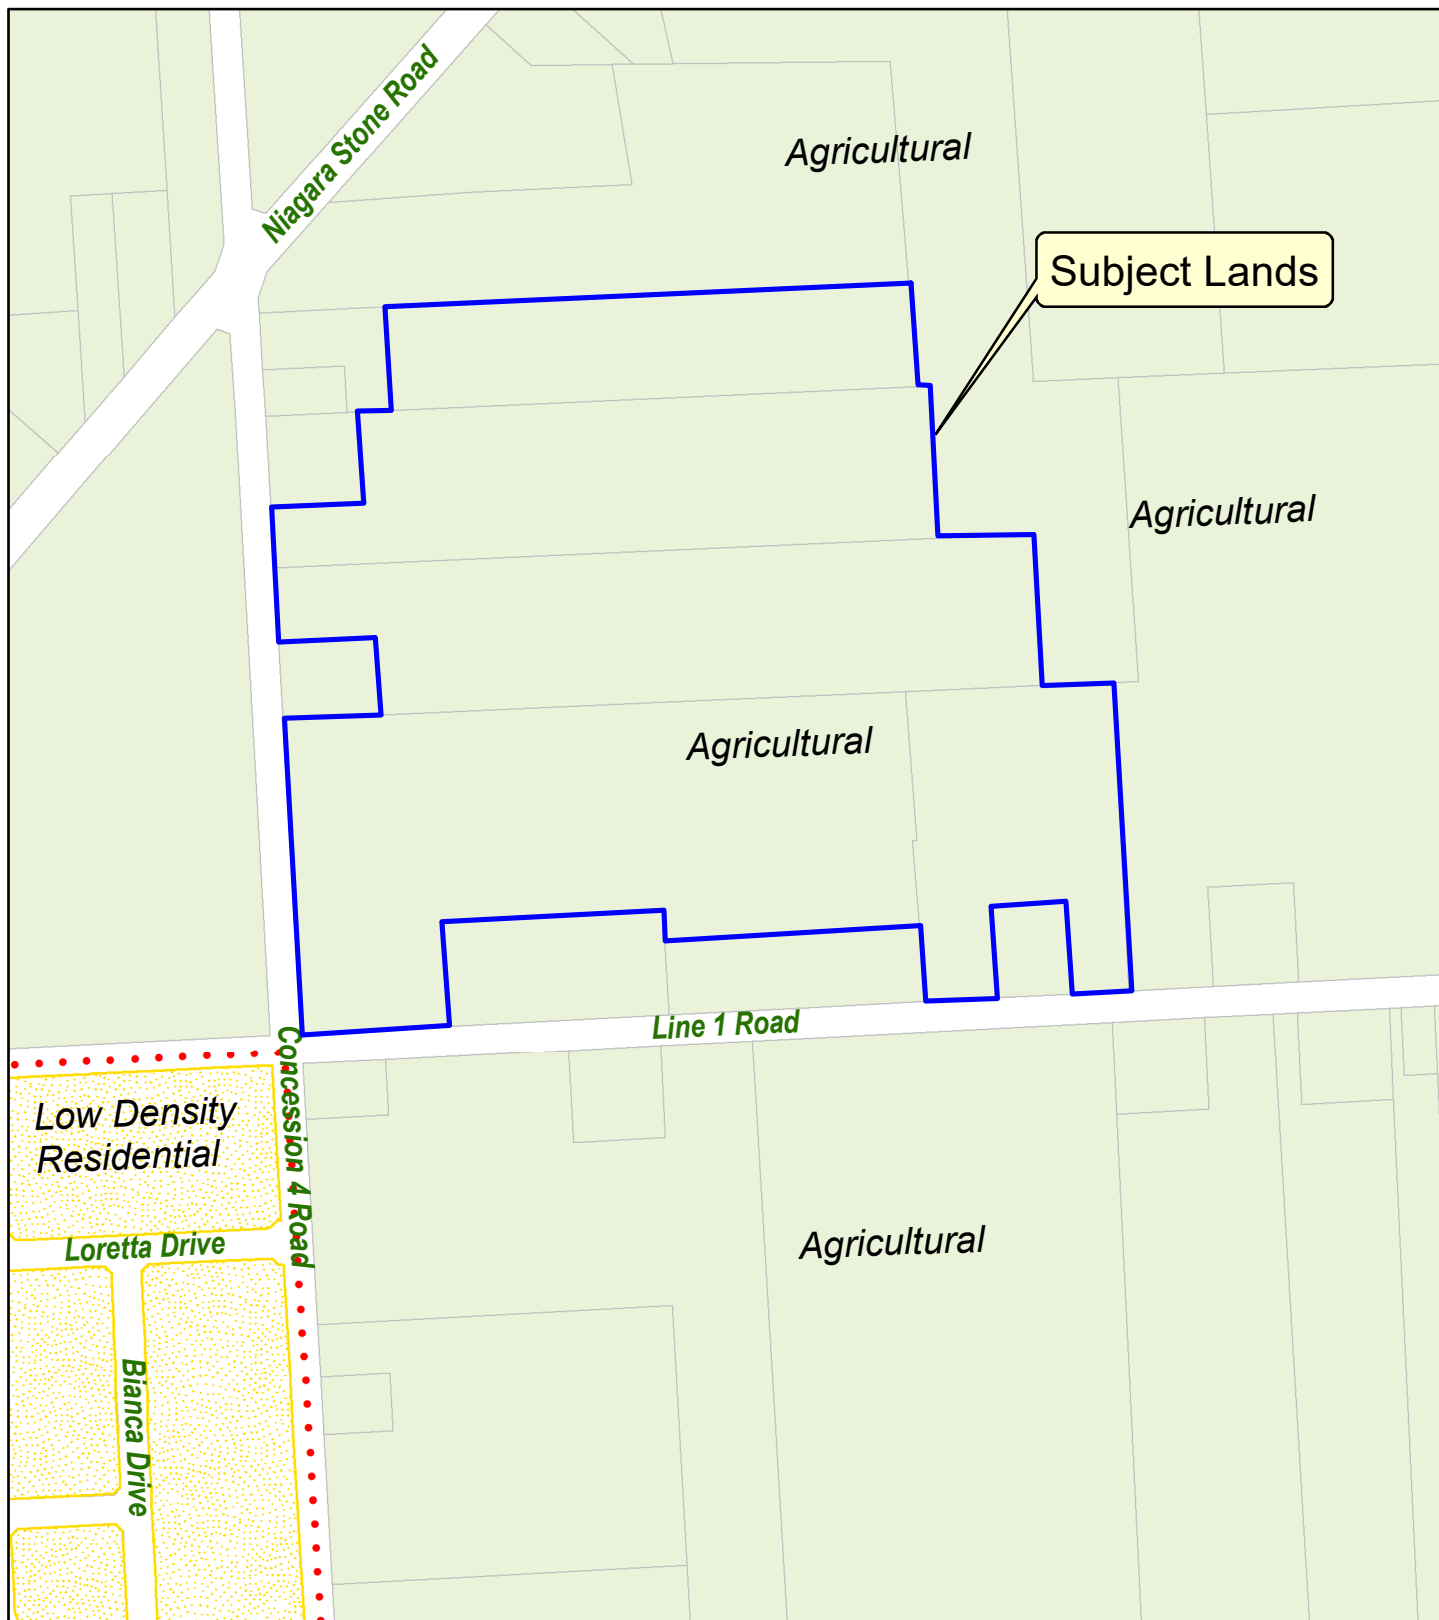 Niagara Stone Road
Agricultural
Subject Lands
Agricultural
Agricultural
Line 1 Road
Concession 4 Road
Low Density
Residential
Loretta Drive
Agricultural
Bianca Drive